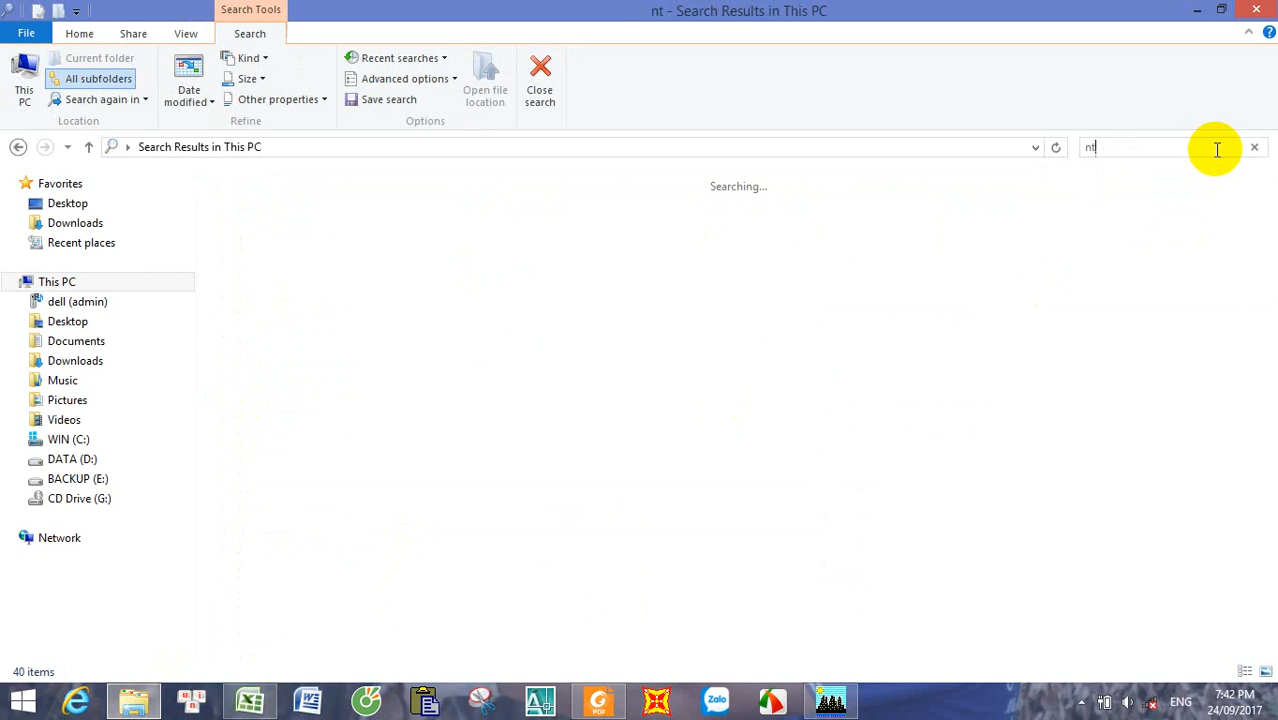 Search Tools
nt - Search Results in This PC
File
Home
Share
View
Search
This PC
Current folder
All subfolders
Search again in
Location
Date modified
Kind
Size
Other properties
Refine
Recent searches
Advanced options
Save search
Open file location
Options
Close search
Search Results in This PC
nt
Searching...
Favorites
Desktop
Downloads
Recent places
This PC
dell (admin)
Desktop
Documents
Downloads
Music
Pictures
Videos
WIN (C:)
DATA (D:)
BACKUP (E:)
CD Drive (G:)
Network
40 items
PDF
Zalo
ENG
7:42 PM
24/09/2017